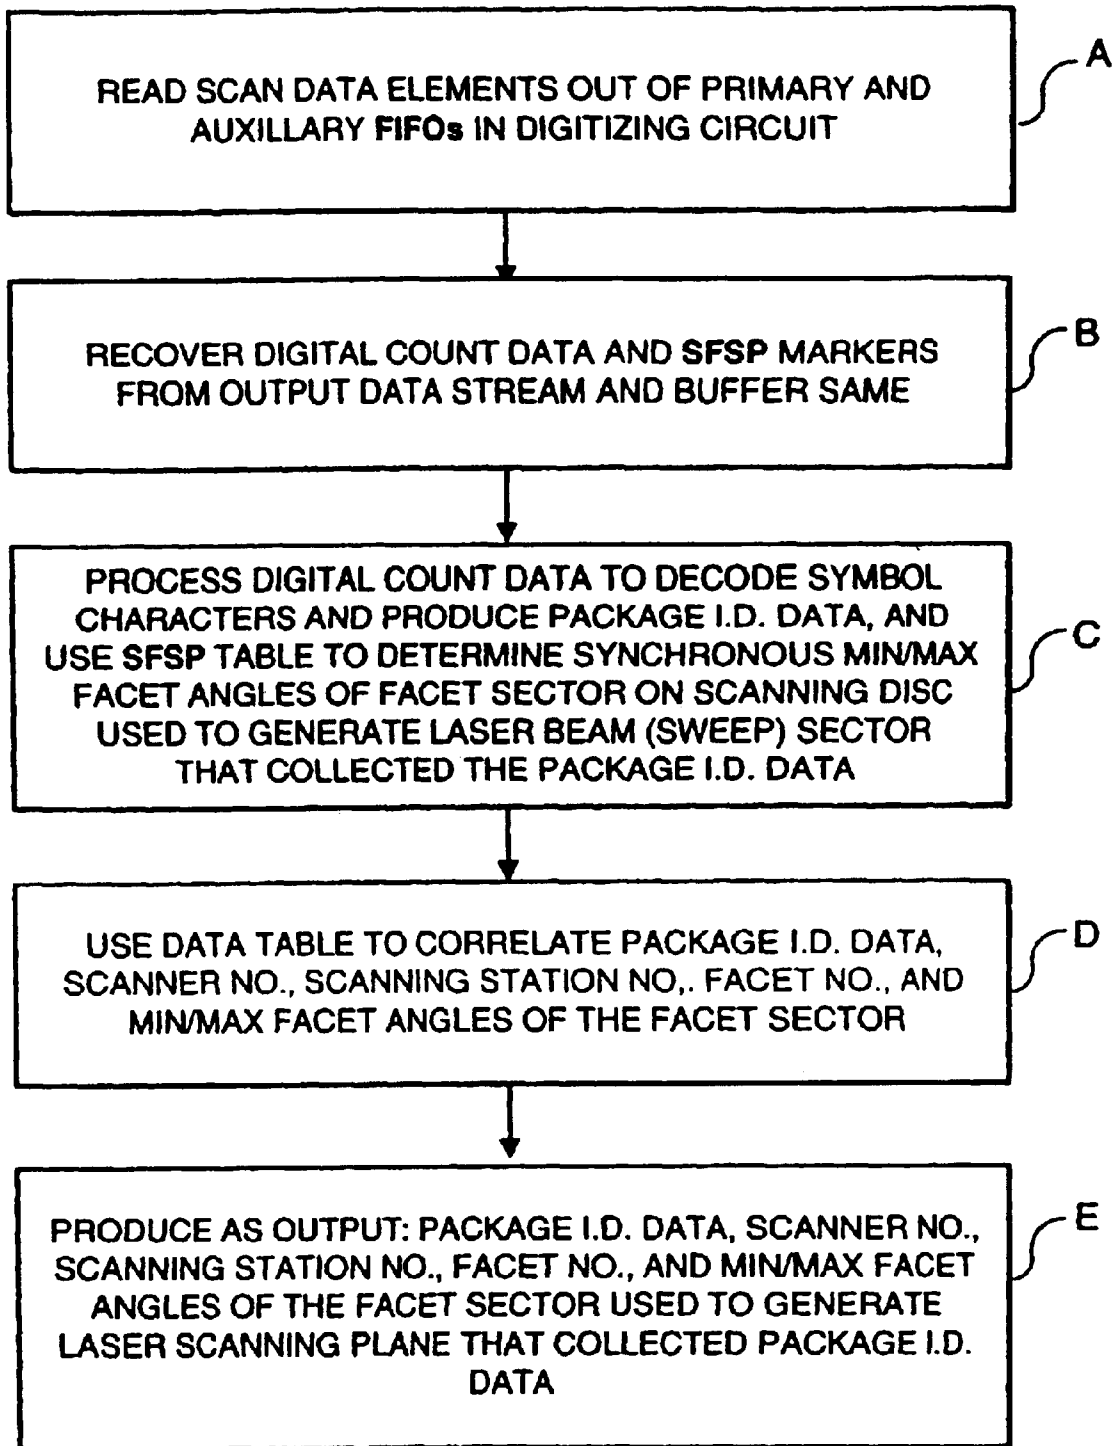 READ SCAN DATA ELEMENTS OUT OF PRIMARY AND
AUXILLARY FIFOs IN DIGITIZING CIRCUIT
A
RECOVER DIGITAL COUNT DATA AND SFSP MARKERS
FROM OUTPUT DATA STREAM AND BUFFER SAME
B
PROCESS DIGITAL COUNT DATA TO DECODE SYMBOL
CHARACTERS AND PRODUCE PACKAGE I.D. DATA, AND
USE SFSP TABLE TO DETERMINE SYNCHRONOUS MIN/MAX
FACET ANGLES OF FACET SECTOR ON SCANNING DISC
USED TO GENERATE LASER BEAM (SWEEP) SECTOR
THAT COLLECTED THE PACKAGE I.D. DATA
C
USE DATA TABLE TO CORRELATE PACKAGE I.D. DATA,
SCANNER NO., SCANNING STATION NO,. FACET NO., AND
MIN/MAX FACET ANGLES OF THE FACET SECTOR
D
PRODUCE AS OUTPUT: PACKAGE I.D. DATA, SCANNER NO.,
SCANNING STATION NO., FACET NO., AND MIN/MAX FACET
ANGLES OF THE FACET SECTOR USED TO GENERATE
LASER SCANNING PLANE THAT COLLECTED PACKAGE I.D.
DATA
E